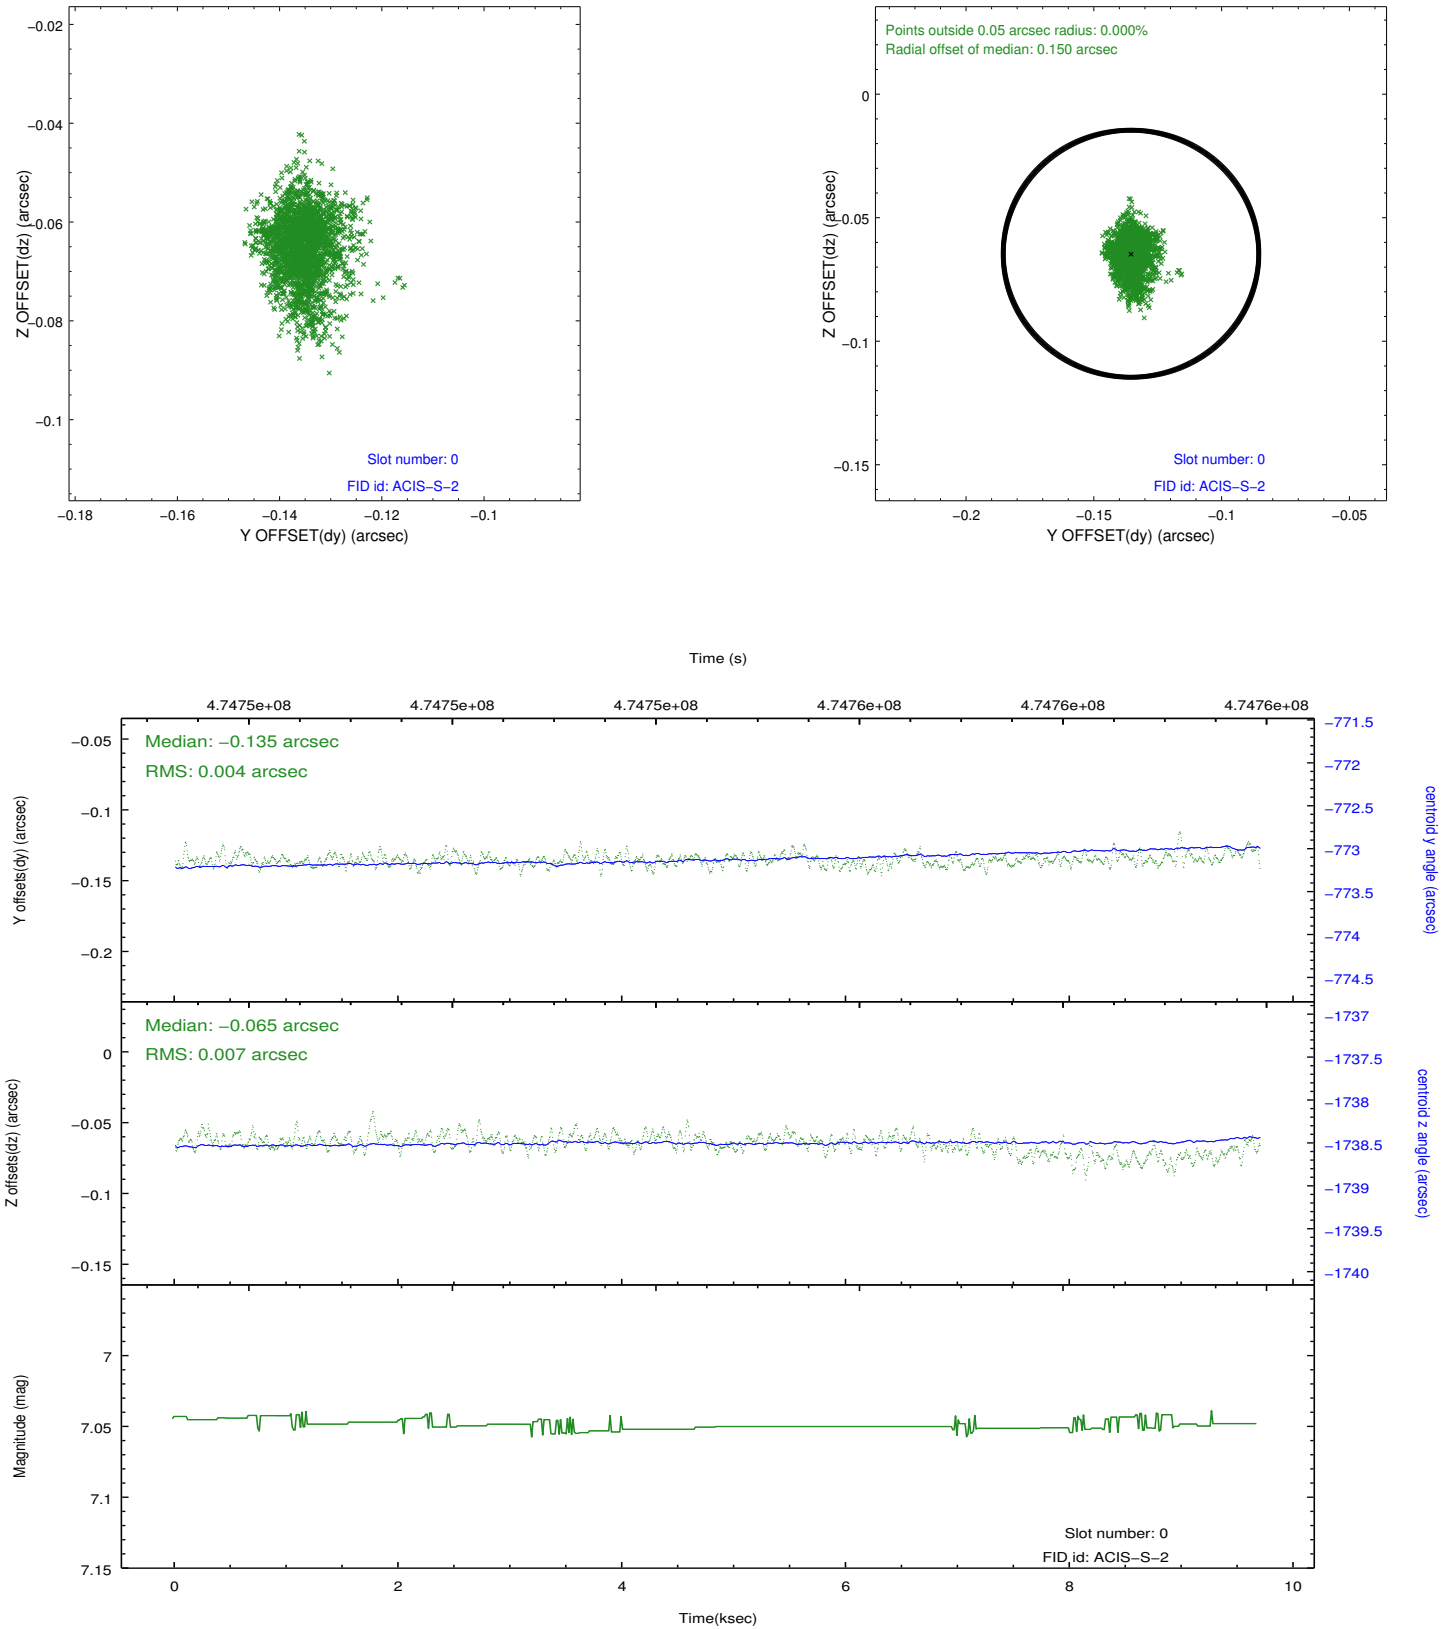 −0.02
−0.04
−0.06
−0.08
−0.1
Z OFFSET(dz) (arcsec)
Slot number: 0
FID id: ACIS−S−2
−0.18
−0.16
−0.14
−0.12
−0.1
Y OFFSET(dy) (arcsec)
Points outside 0.05 arcsec radius: 0.000%
Radial offset of median: 0.150 arcsec
0
−0.05
−0.1
−0.15
Z OFFSET(dz) (arcsec)
Slot number: 0
FID id: ACIS−S−2
−0.2
−0.15
−0.1
−0.05
Y OFFSET(dy) (arcsec)
Time (s)
4.7475e+08
4.7475e+08
4.7475e+08
4.7476e+08
4.7476e+08
4.7476e+08
Median: −0.135 arcsec
RMS: 0.004 arcsec
−0.05
−0.1
−0.15
−0.2
Y offsets(dy) (arcsec)
−771.5
−772
−772.5
−773
−773.5
−774
−774.5
centroid y angle (arcsec)
Median: −0.065 arcsec
RMS: 0.007 arcsec
0
−0.05
−0.1
−0.15
Z offsets(dz) (arcsec)
−1737
−1737.5
−1738
−1738.5
−1739
−1739.5
−1740
centroid z angle (arcsec)
7
7.05
7.1
7.15
Magnitude (mag)
Slot number: 0
FID id: ACIS−S−2
0
2
4
6
8
10
Time(ksec)